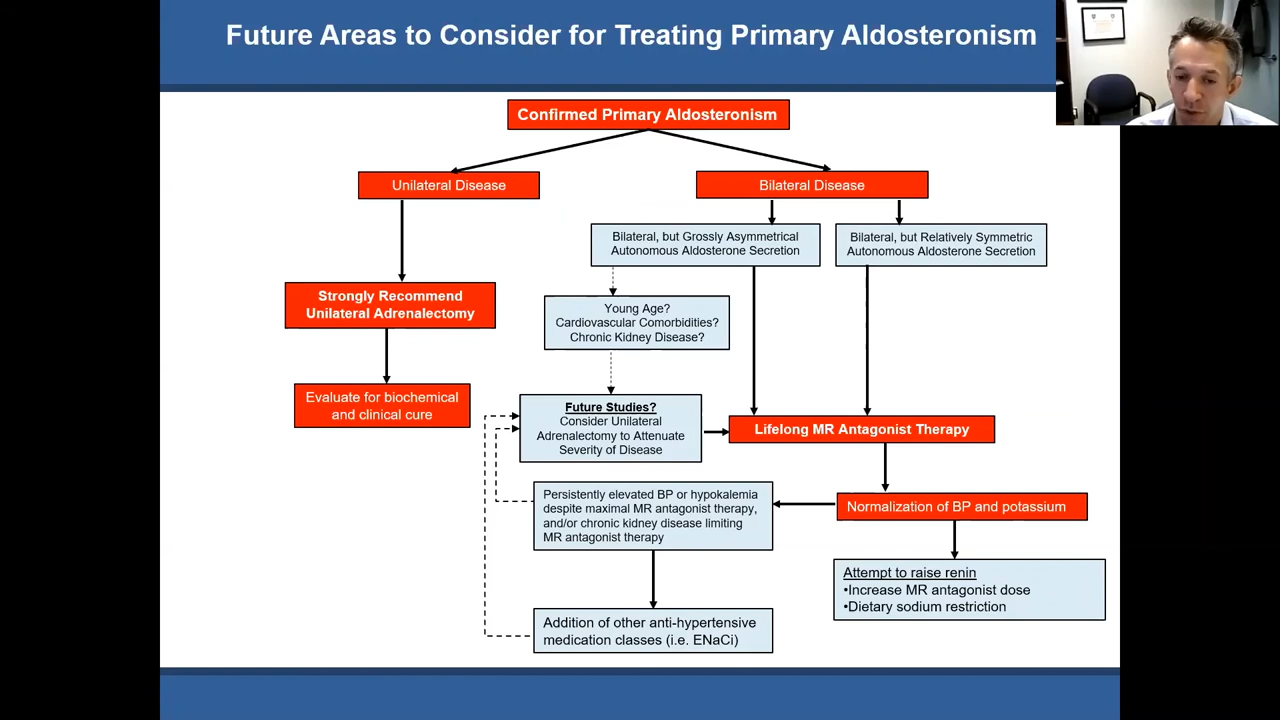 Future Areas to Consider for Treating Primary Aldosteronism
Confirmed Primary Aldosteronism
Unilateral Disease
Bilateral Disease
Bilateral, but Grossly Asymmetrical
Autonomous Aldosterone Secretion
Bilateral, but Relatively Symmetric
Autonomous Aldosterone Secretion
Strongly Recommend
Unilateral Adrenalectomy
Young Age?
Cardiovascular Comorbidities?
Chronic Kidney Disease?
Evaluate for biochemical
and clinical cure
Future Studies?
Consider Unilateral
Adrenalectomy to Attenuate
Severity of Disease
Lifelong MR Antagonist Therapy
Persistently elevated BP or hypokalemia
despite maximal MR antagonist therapy,
and/or chronic kidney disease limiting
MR antagonist therapy
Normalization of BP and potassium
Attempt to raise renin
•Increase MR antagonist dose
•Dietary sodium restriction
Addition of other anti-hypertensive
medication classes (i.e. ENaCi)